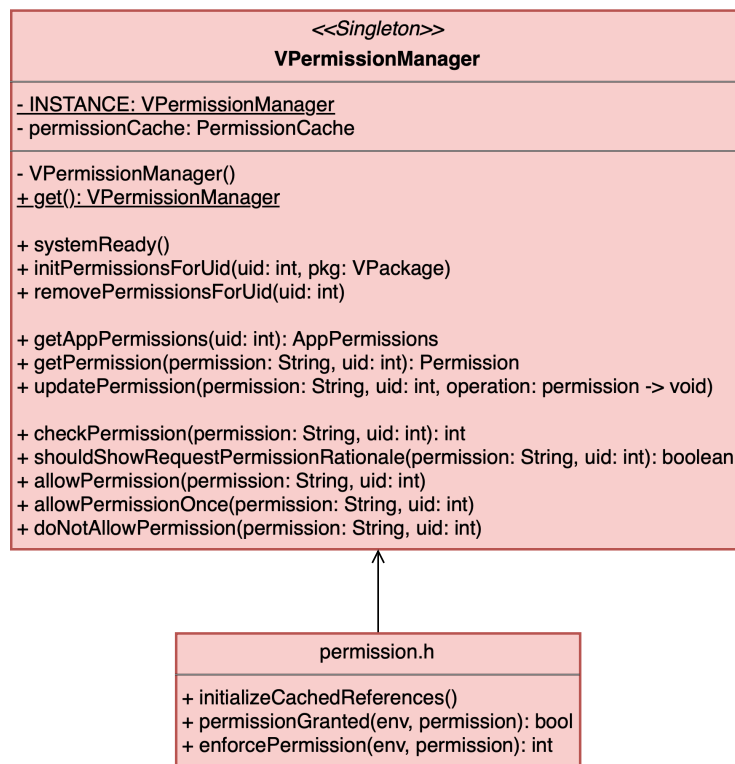 <<Singleton>>
VPermissionManager
- INSTANCE: VPermissionManager
- permissionCache: PermissionCache
- VPermissionManager()
+ get(): VPermissionManager
+ systemReady()
+ initPermissionsForUid(uid: int, pkg: VPackage)
+ removePermissionsForUid(uid: int)
+ getAppPermissions(uid: int): AppPermissions
+ getPermission(permission: String, uid: int): Permission
+ updatePermission(permission: String, uid: int, operation: permission -> void)
+ checkPermission(permission: String, uid: int): int
+ shouldShowRequestPermissionRationale(permission: String, uid: int): boolean
+ allowPermission(permission: String, uid: int)
+ allowPermissionOnce(permission: String, uid: int)
+ doNotAllowPermission(permission: String, uid: int)
permission.h
+ initializeCachedReferences()
+ permissionGranted(env, permission): bool
+ enforcePermission(env, permission): int